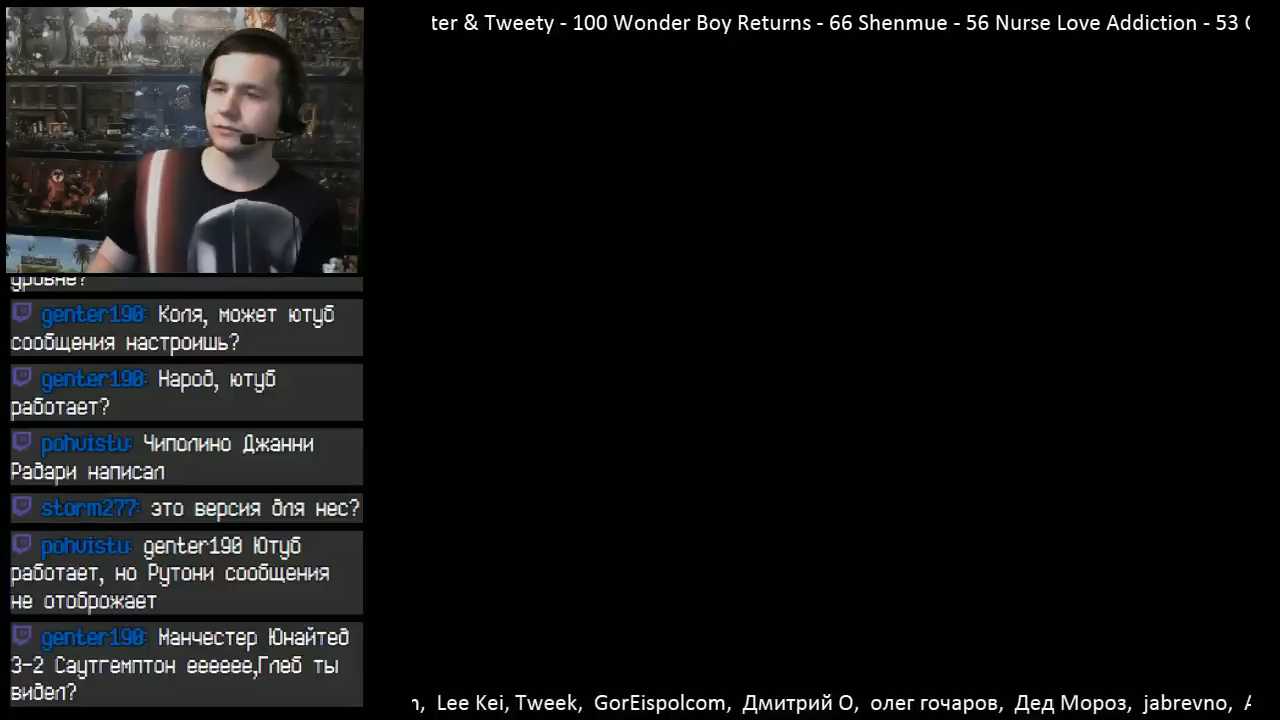 ter & Tweety - 100 Wonder Boy Returns - 66 Shenmue - 56 Nurse Love Addiction - 53
уровне?
genter190: Коля, может ютуб
сообщения настроишь?
genter190: Народ, ютуб
работает?
pohvistu: Чиполино Джанни
Радари написал
storm277: это версия для нес?
pohvistu: genter190 Ютуб
работает, но Рутони сообщения
не отоброжает
genter190: Манчестер Юнайтед
3-2 Саутгемптон ееееее,Глеб ты
видел?
, Lee Kei, Tweek, GorEispolcom, Дмитрий О, олег гочаров, Дед Мороз, jabrevno,